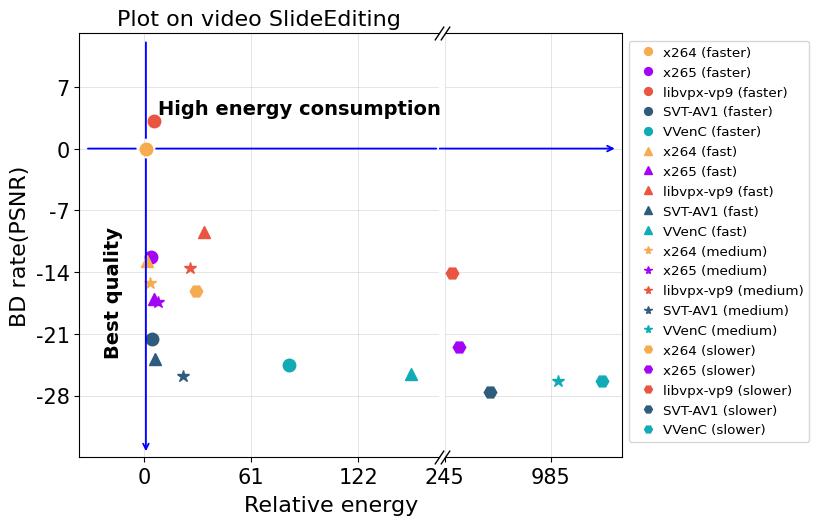 Plot on video SlideEditing
7
0
-7
-14
-21
-28
BD rate(PSNR)
High energy consumption
Best quality
0
61
122
245
985
Relative energy
x264 (faster)
x265 (faster)
libvpx-vp9 (faster)
SVT-AV1 (faster)
VVenC (faster)
x264 (fast)
x265 (fast)
libvpx-vp9 (fast)
SVT-AV1 (fast)
VVenC (fast)
x264 (medium)
x265 (medium)
libvpx-vp9 (medium)
SVT-AV1 (medium)
VVenC (medium)
x264 (slower)
x265 (slower)
libvpx-vp9 (slower)
SVT-AV1 (slower)
VVenC (slower)